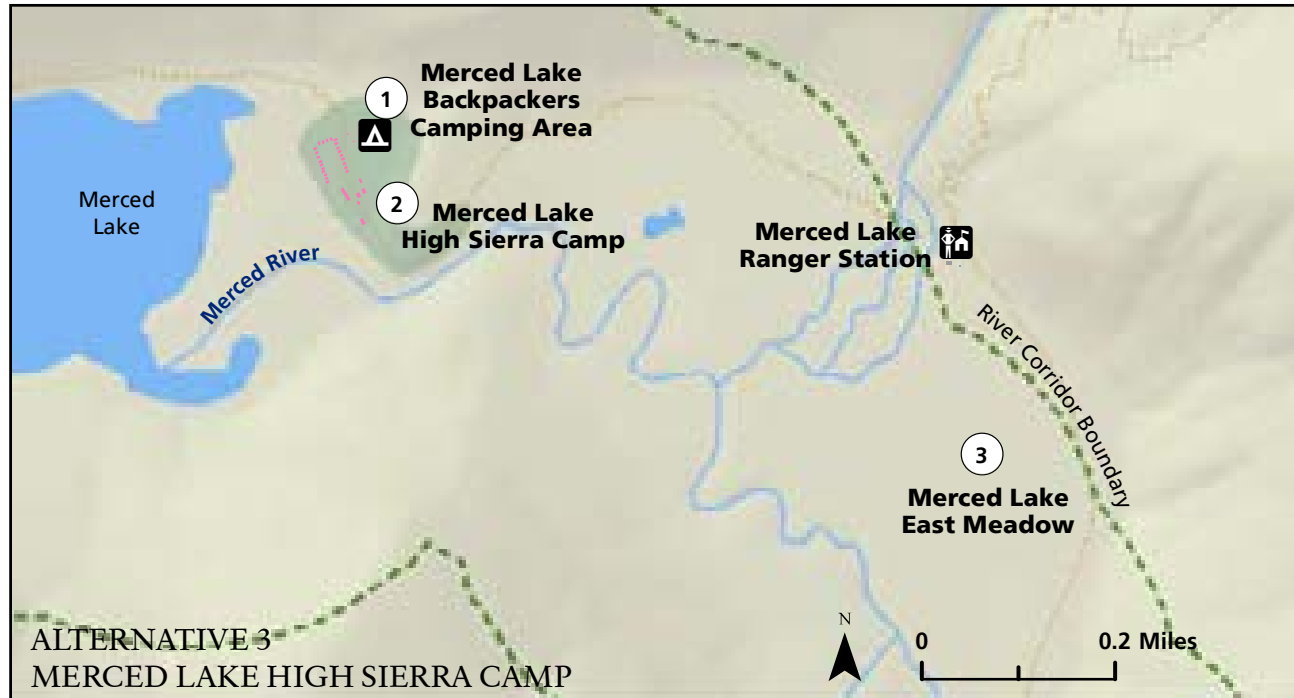 1
Merced Lake
Backpackers
Camping Area
Merced
Lake
2
Merced Lake
High Sierra Camp
Merced River
Merced Lake
Ranger Station
River Corridor Boundary
3
Merced Lake
East Meadow
ALTERNATIVE 3
MERCED LAKE HIGH SIERRA CAMP
N
0
0.2 Miles